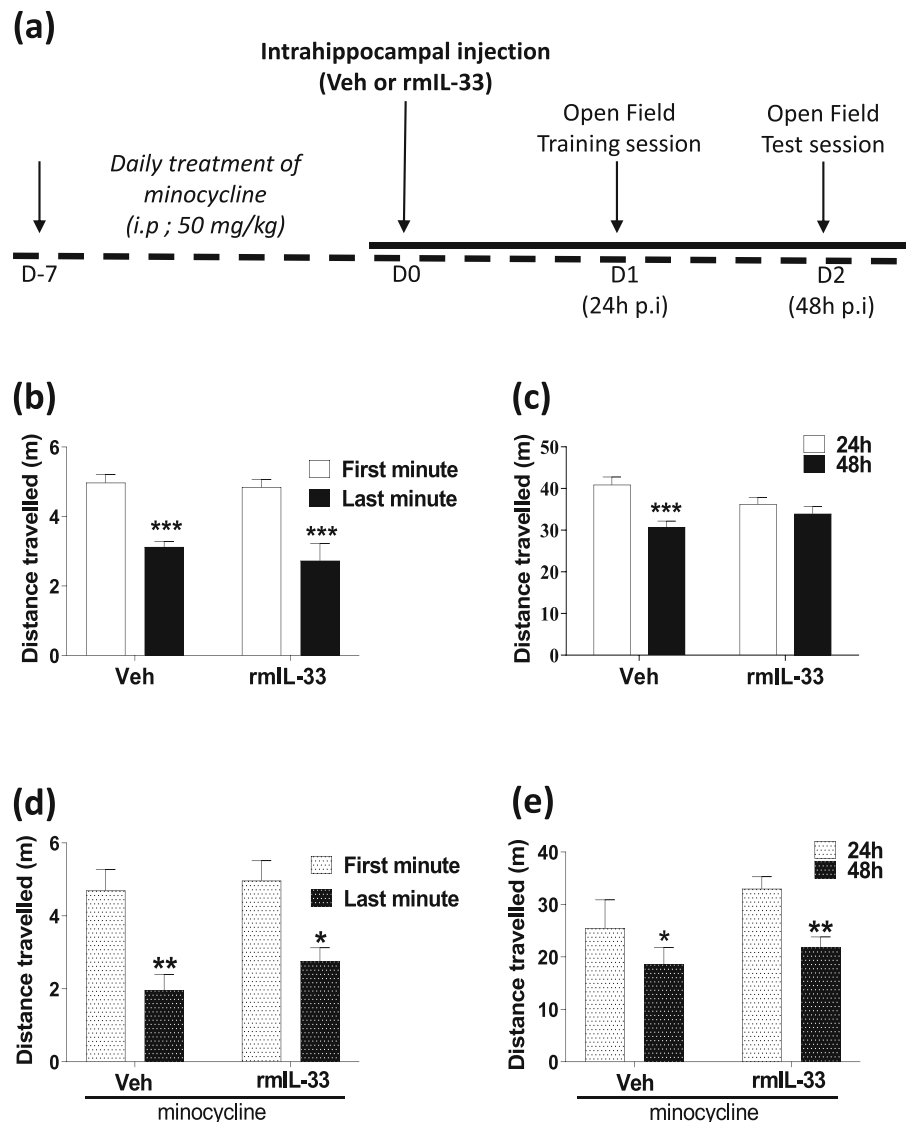 (a)
Intrahippocampal injection
(Veh or rmIL-33)
Open Field
Training session
Open Field
Test session
Daily treatment of
minocycline
(i.p ; 50 mg/kg)
D-7
D0
D1
(24h p.i)
D2
(48h p.i)
(b)
Distance travelled (m)
6
4
2
0
First minute
Last minute
***
***
Veh
rmIL-33
(c)
Distance travelled (m)
50
40
30
20
10
0
24h
48h
***
Veh
rmIL-33
(d)
Distance travelled (m)
6
4
2
0
First minute
Last minute
**
*
Veh
rmIL-33
minocycline
(e)
Distance travelled (m)
40
30
20
10
0
24h
48h
*
**
Veh
rmIL-33
minocycline